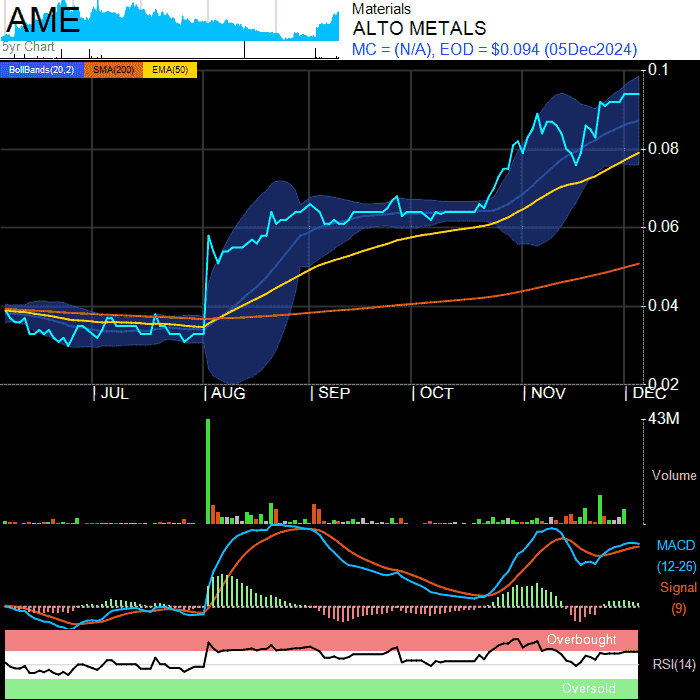 AME
5yr Chart
Materials
ALTO METALS
MC = (N/A), EOD = $0.094 (05Dec2024)
BollBands(20,2) SMA(200) EMA(50)
0.1
0.08
0.06
0.04
0.02
JUL AUG SEP OCT NOV DEC
43M
Volume
MACD
(12-26)
Signal
(9)
Overbought
RSI(14)
Oversold